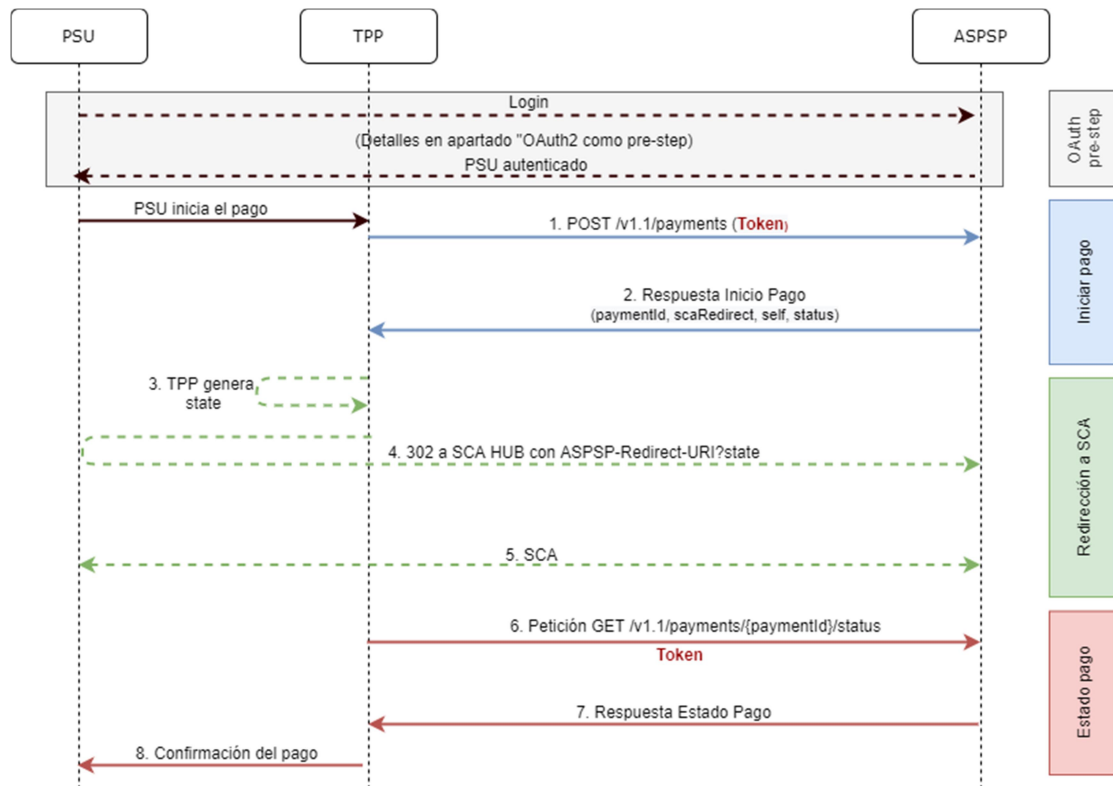 PSU
TPP
ASPSP
Login
(Detalles en apartado "OAuth2 como pre-step)
PSU autenticado
OAuth
pre-step
PSU inicia el pago
1. POST /v1.1/payments (Token)
2. Respuesta Inicio Pago
(paymentId, scaRedirect, self, status)
Iniciar pago
3. TPP genera
state
4. 302 a SCA HUB con ASPSP-Redirect-URI?state
5. SCA
Redirección a SCA
6. Petición GET /v1.1/payments/{paymentId}/status
Token
7. Respuesta Estado Pago
8. Confirmación del pago
Estado pago